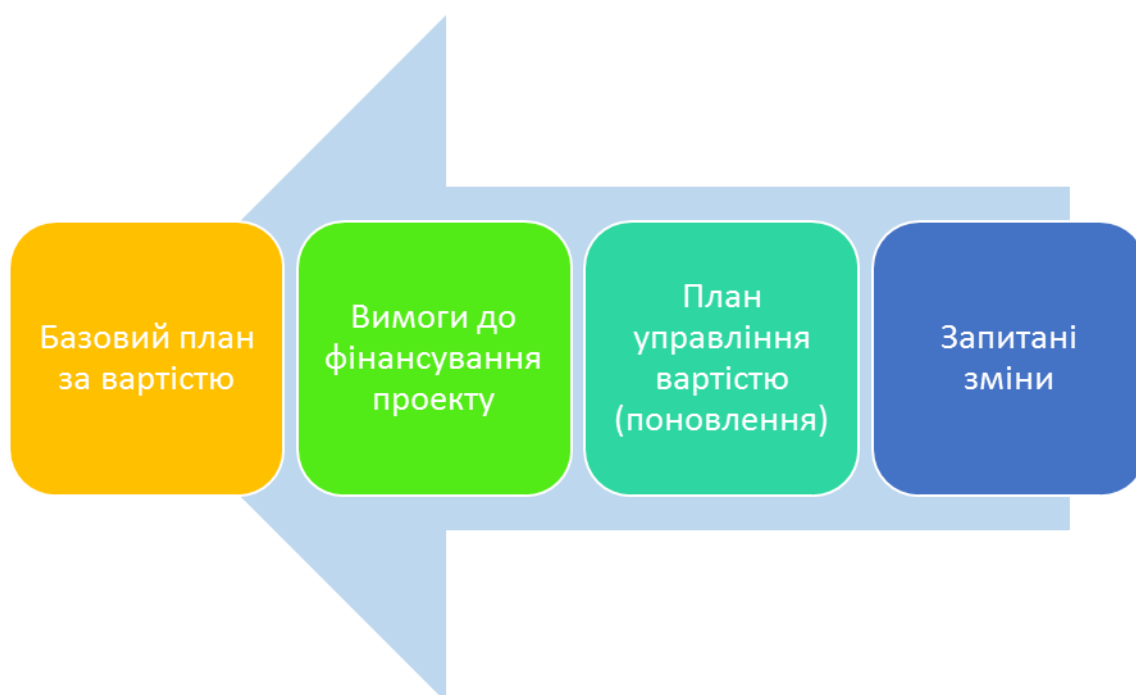 Базовий план
за вартістю
Вимоги до
фінансування
проекту
План
управління
вартістю
(поновлення)
Запитані
зміни